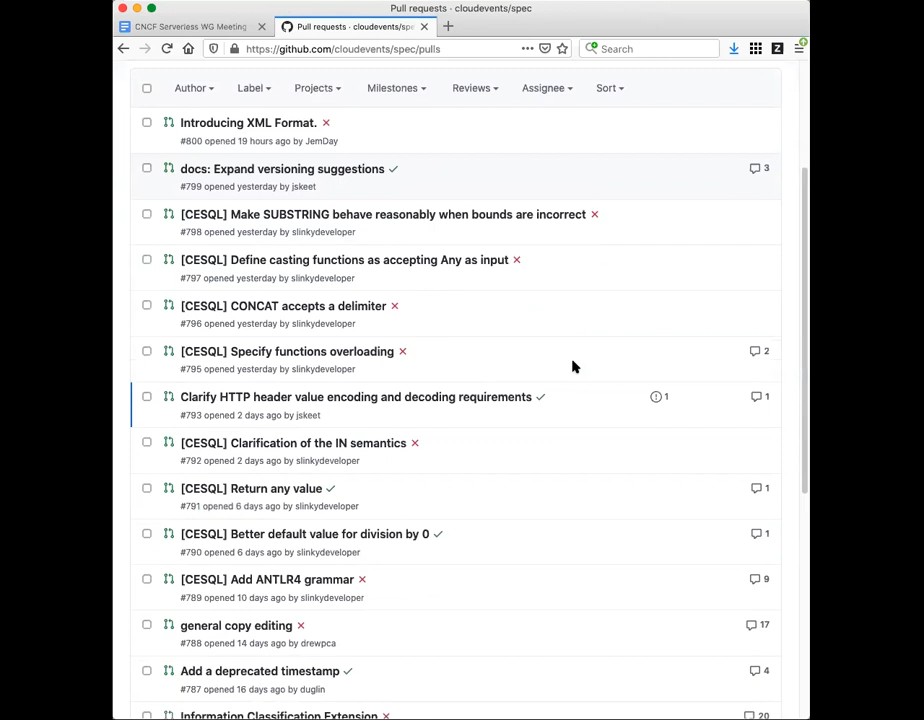 Pull requests · cloudevents/spec
CNCF Serverless WG Meeting
Pull requests · cloudevents/spe
https://github.com/cloudevents/spec/pulls
Search
Author
Label
Projects
Milestones
Reviews
Assignee
Sort
Introducing XML Format.
#800 opened 19 hours ago by JemDay
docs: Expand versioning suggestions
3
#799 opened yesterday by jskeet
[CESQL] Make SUBSTRING behave reasonably when bounds are incorrect
#798 opened yesterday by slinkydeveloper
[CESQL] Define casting functions as accepting Any as input
#797 opened yesterday by slinkydeveloper
[CESQL] CONCAT accepts a delimiter
#796 opened yesterday by slinkydeveloper
[CESQL] Specify functions overloading
2
#795 opened yesterday by slinkydeveloper
Clarify HTTP header value encoding and decoding requirements
1
1
#793 opened 2 days ago by jskeet
[CESQL] Clarification of the IN semantics
#792 opened 2 days ago by slinkydeveloper
[CESQL] Return any value
1
#791 opened 6 days ago by slinkydeveloper
[CESQL] Better default value for division by 0
1
#790 opened 6 days ago by slinkydeveloper
[CESQL] Add ANTLR4 grammar
9
#789 opened 10 days ago by slinkydeveloper
general copy editing
17
#788 opened 14 days ago by drewpca
Add a deprecated timestamp
4
#787 opened 16 days ago by duglin
Information Classification Extension
20